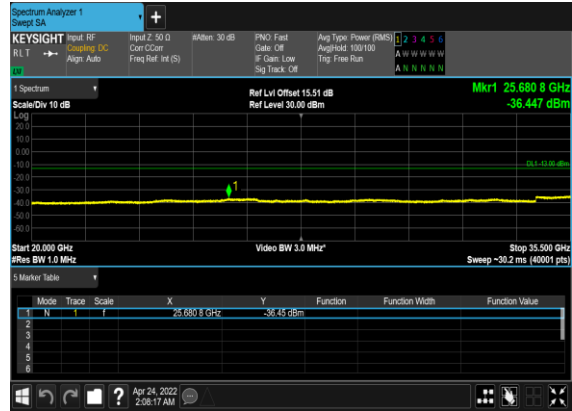 Spectrum Analyzer 1
Swept SA
+
KEYSIGHT Input: RF Input Z: 50 Ω #Atten: 30 dB PNO: Fast Avg Type: Power (RMS) 1 2 3 4 5 6
RLT Coupling: DC Corr CCorr Gate: Off Avg|Hold: 100/100 A W W W W W
Align: Auto Freq Ref: Int (S) IF Gain: Low Trig: Free Run
Sig Track: Off A N N N N N
1 Spectrum Ref Lvl Offset 15.51 dB Mkr1 25.680 8 GHz
Scale/Div 10 dB Ref Level 30.00 dBm -36.447 dBm
Log
20.0
10.0
0.00
-10.0 DL1 -13.00 dBm
-20.0
-30.0 1
-40.0
-50.0
-60.0
Start 20.000 GHz Video BW 3.0 MHz* Stop 35.500 GHz
#Res BW 1.0 MHz Sweep ~30.2 ms (40001 pts)
5 Marker Table
Mode Trace Scale X Y Function Function Width Function Value
1 N 1 f 25.680 8 GHz -36.45 dBm
2
3
4
5
6
? Apr 24, 2022
2:08:17 AM